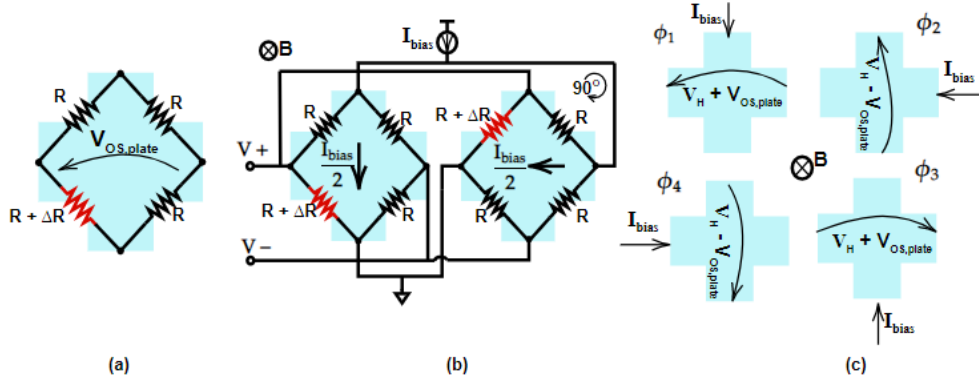 R
R
V_OS,plate
R + ΔR
R
(a)
⊗B
I_bias
90°
R
R
R + ΔR
R
V+
I_bias/2
I_bias/2
R + ΔR
R
R
R
V-
(b)
ϕ1
I_bias
V_H + V_OS,plate
ϕ2
V_H - V_OS,plate
I_bias
⊗B
ϕ4
I_bias
V_H - V_OS,plate
ϕ3
V_H + V_OS,plate
I_bias
(c)